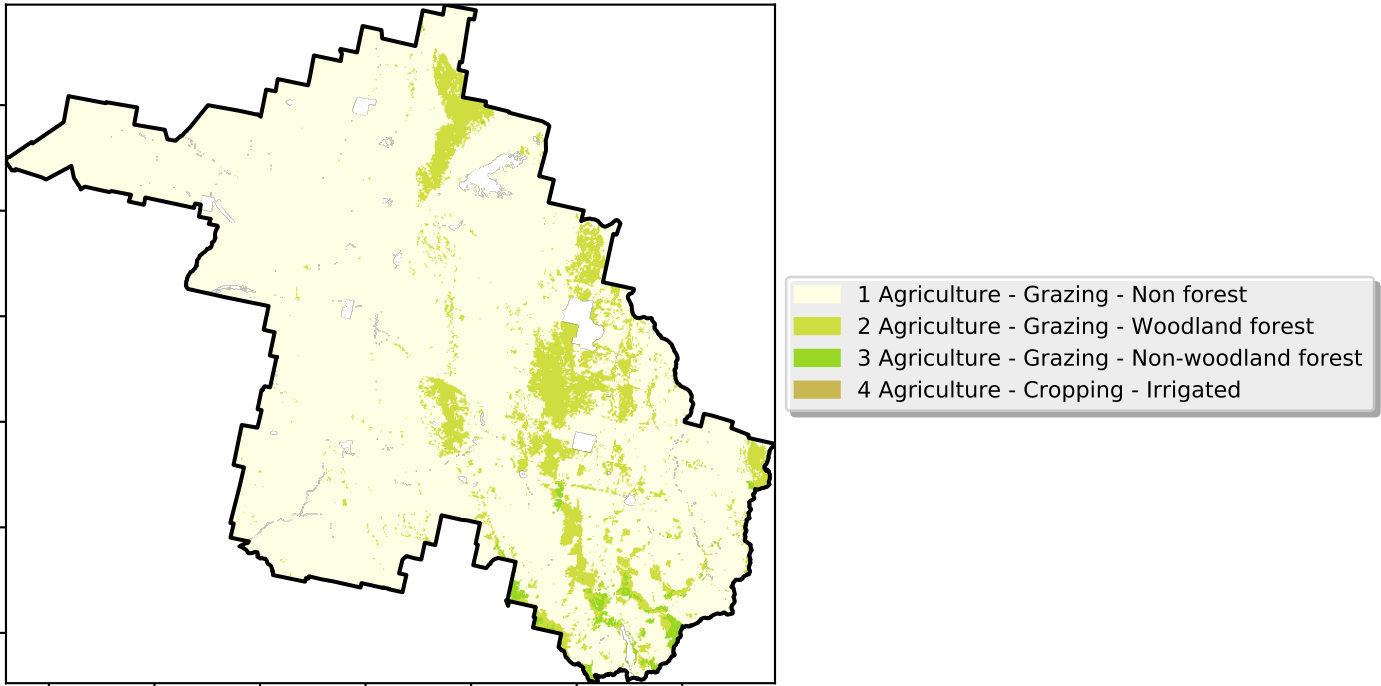 1 Agriculture - Grazing - Non forest
2 Agriculture - Grazing - Woodland forest
3 Agriculture - Grazing - Non-woodland forest
4 Agriculture - Cropping - Irrigated